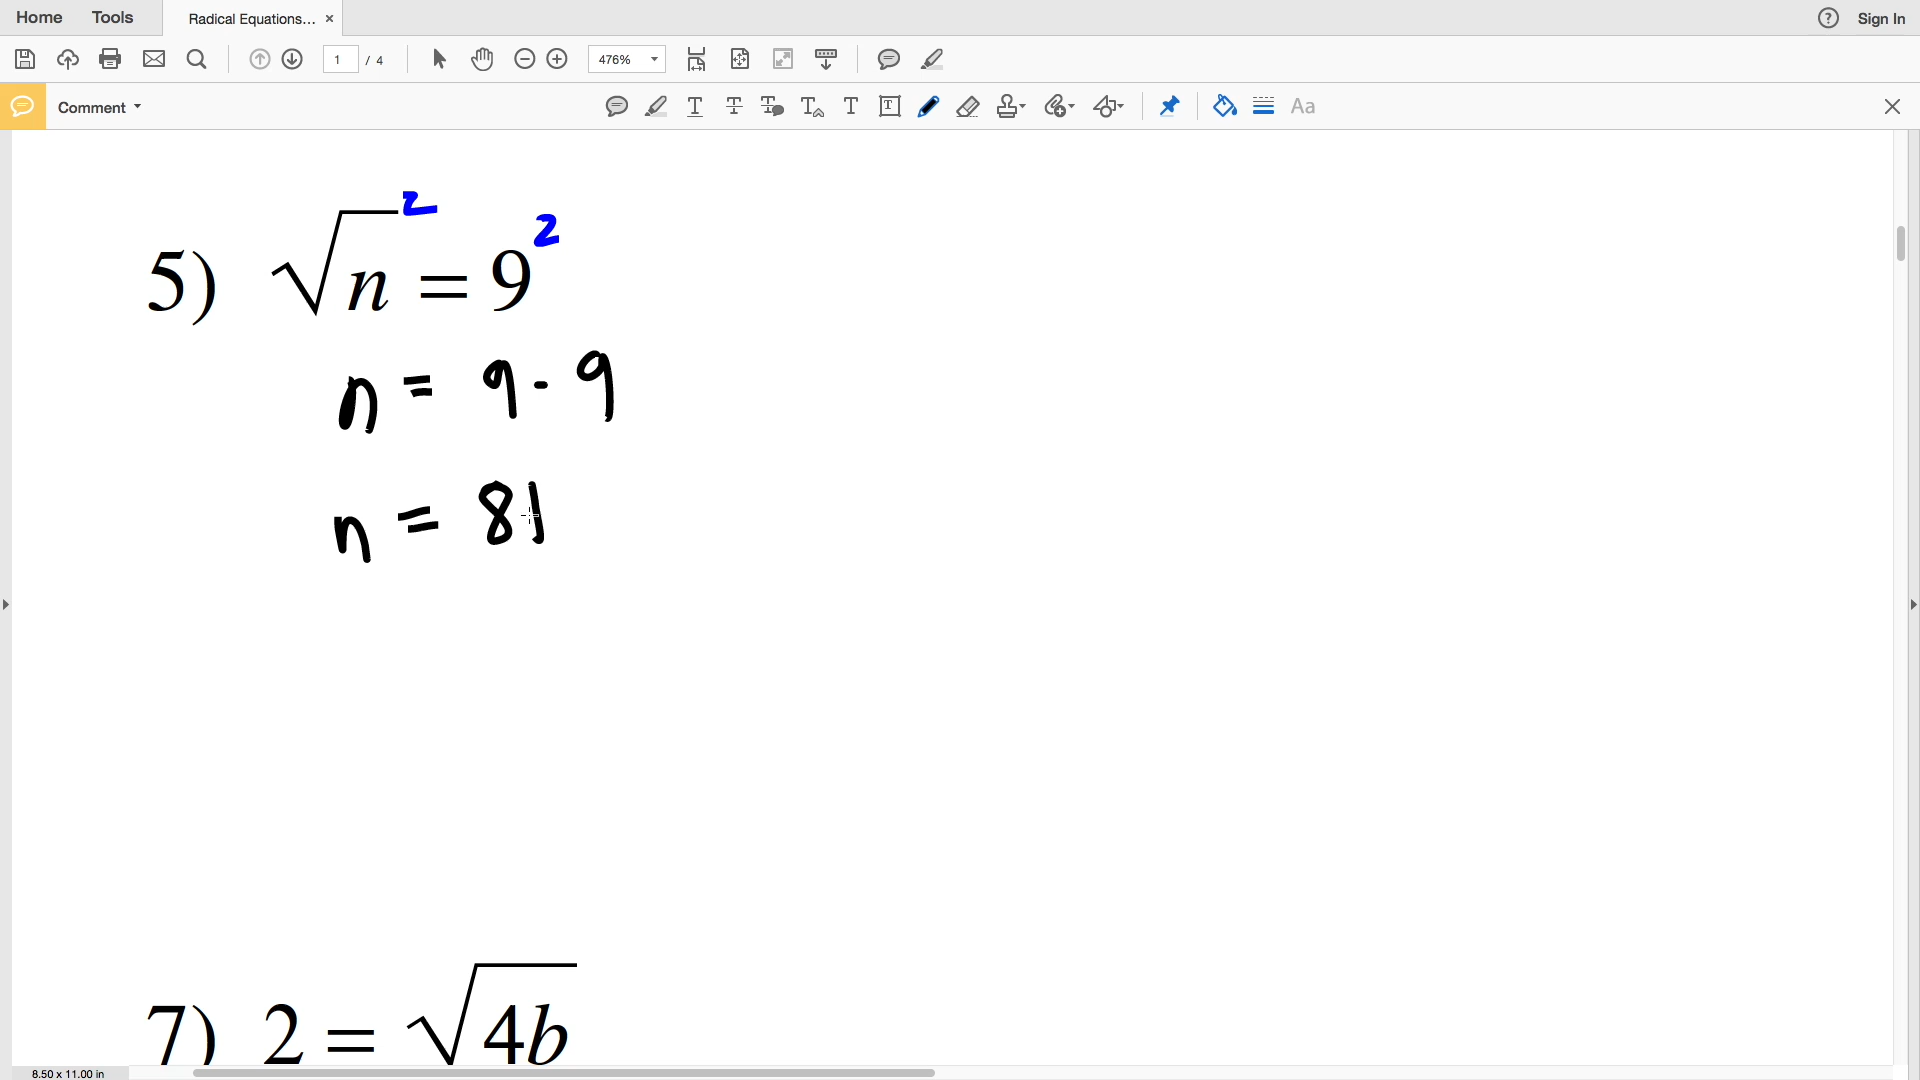 Home Tools Radical Equations... × ? Sign In
1 / 4 476%
Comment T T T T T T Aa
5) √n² = 9²
n = 9 · 9
n = 81
7) 2 = √4b
8.50 x 11.00 in